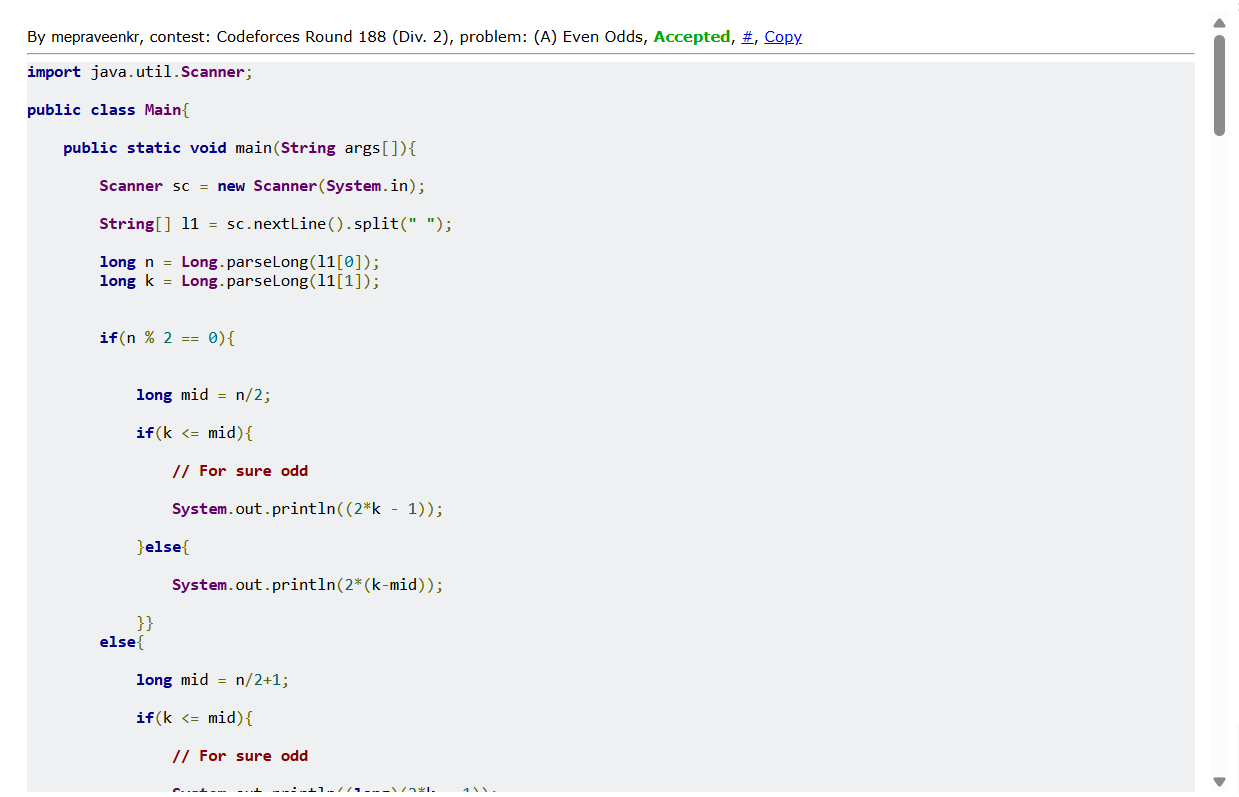 By mepraveenkr, contest: Codeforces Round 188 (Div. 2), problem: (A) Even Odds, Accepted, #, Copy
import java.util.Scanner;
public class Main{
public static void main(String args[]){
Scanner sc = new Scanner(System.in);
String[] l1 = sc.nextLine().split(" ");
long n = Long.parseLong(l1[0]);
long k = Long.parseLong(l1[1]);
if(n % 2 == 0){
long mid = n/2;
if(k <= mid){
// For sure odd
System.out.println((2*k - 1));
}else{
System.out.println(2*(k-mid));
}}
else{
long mid = n/2+1;
if(k <= mid){
// For sure odd